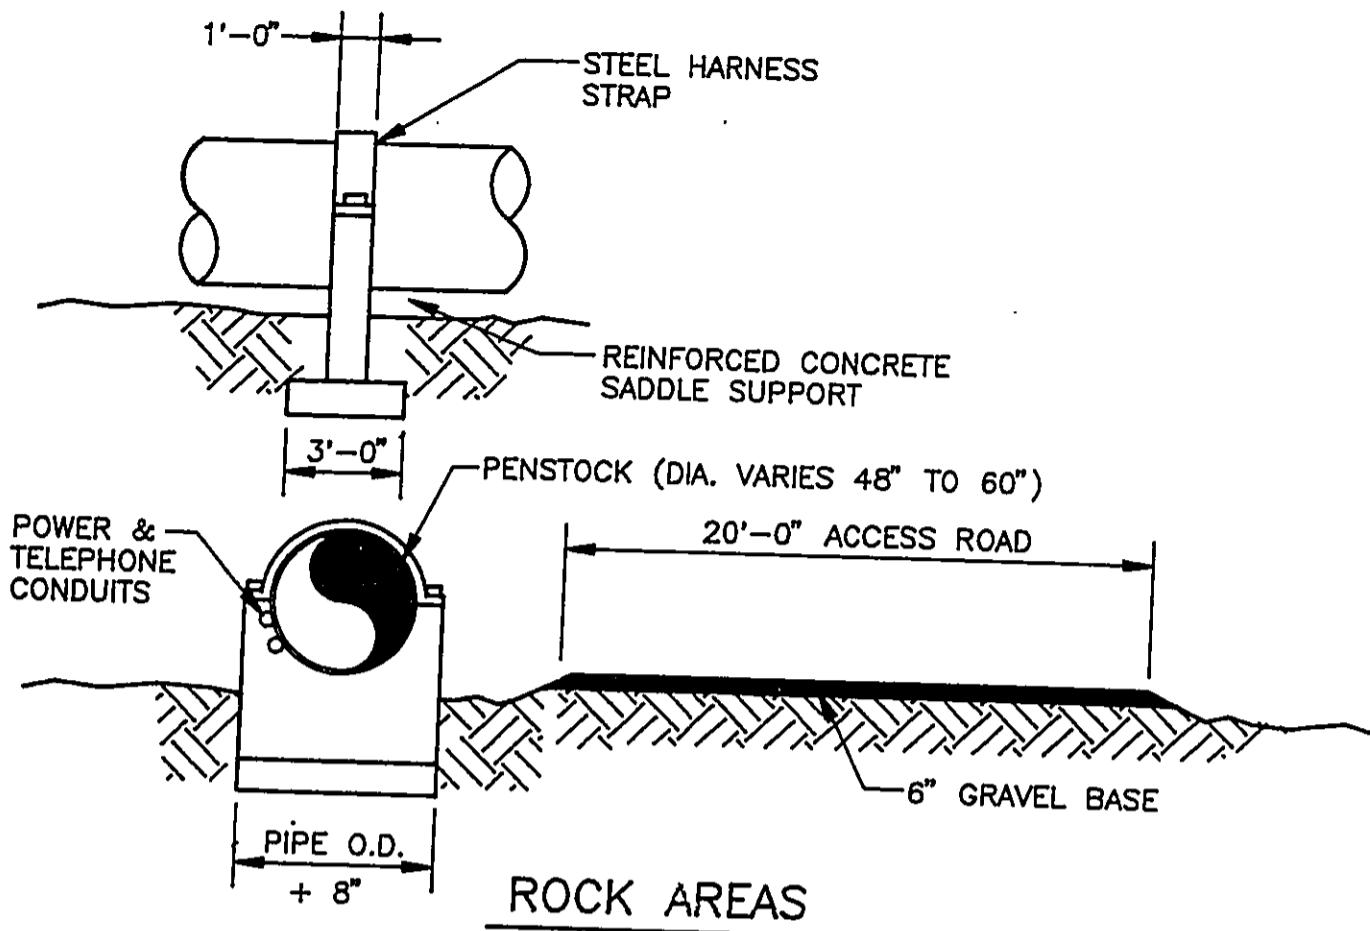 1'-0"
STEEL HARNESS
STRAP
REINFORCED CONCRETE
SADDLE SUPPORT
3'-0"
PENSTOCK (DIA. VARIES 48" TO 60")
POWER &
TELEPHONE
CONDUITS
20'-0" ACCESS ROAD
6" GRAVEL BASE
PIPE O.D.
+ 8"
ROCK AREAS